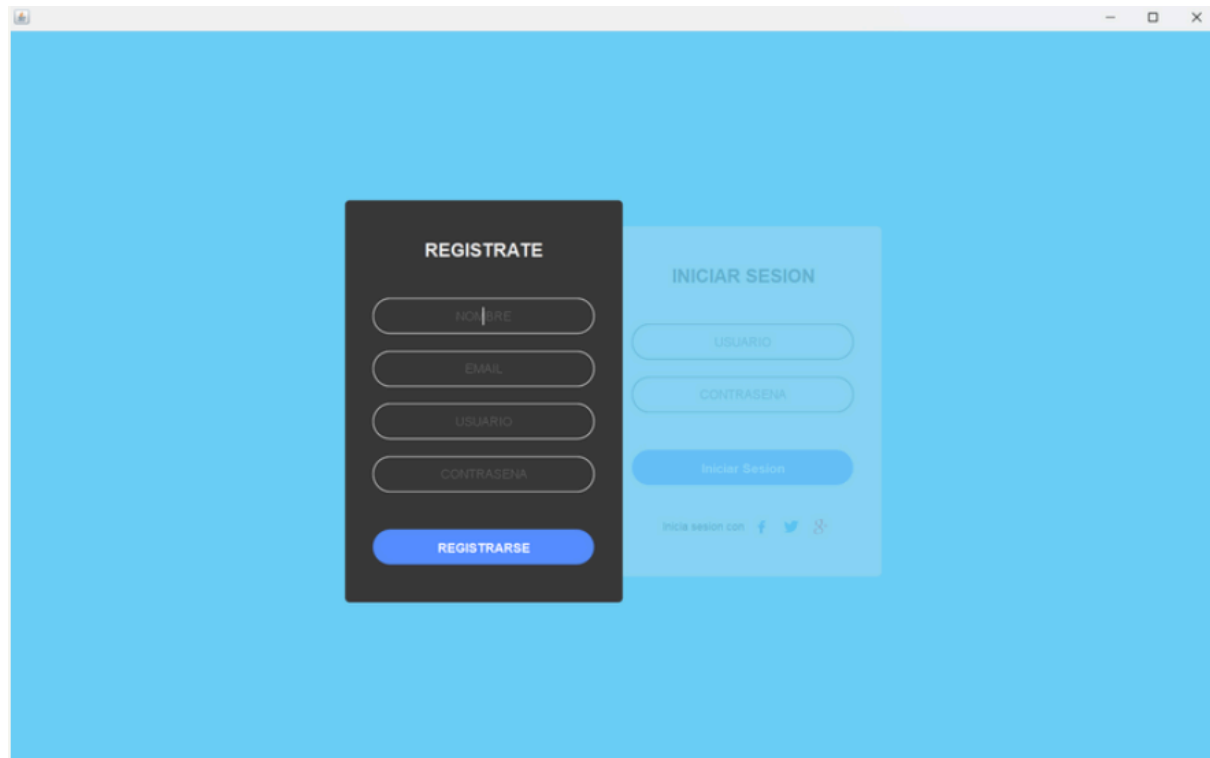 REGISTRATE
NOMBRE
EMAIL
USUARIO
CONTRASENA
REGISTRARSE
INICIAR SESION
USUARIO
CONTRASENA
Iniciar Sesion
Inicia sesion con